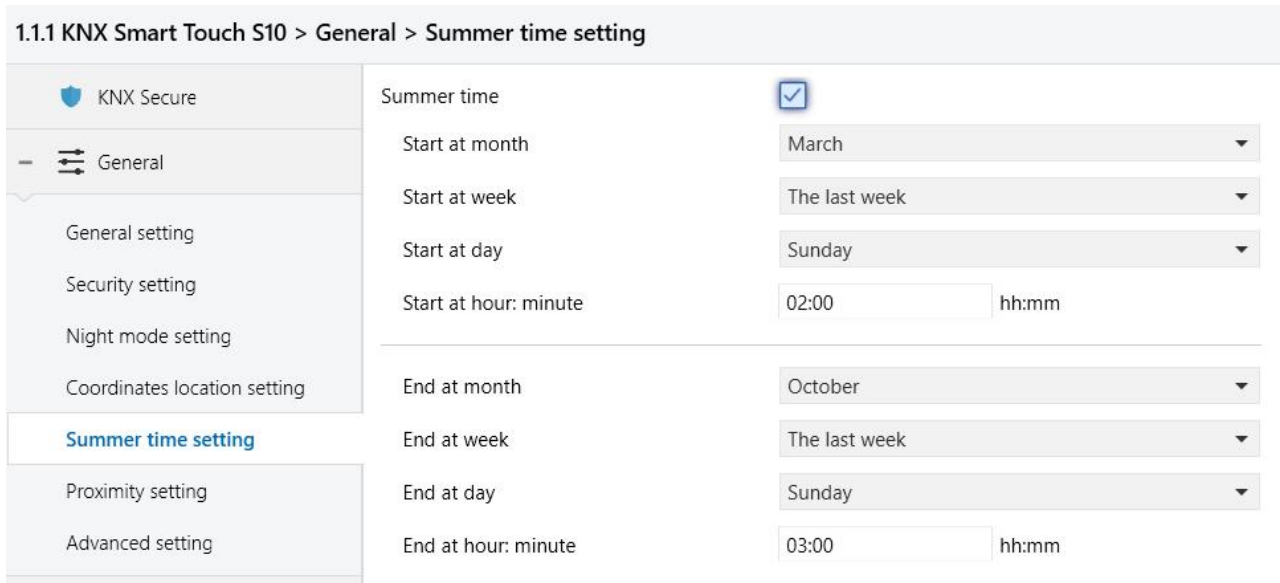 1.1.1 KNX Smart Touch S10 > General > Summer time setting
KNX Secure
General
General setting
Security setting
Night mode setting
Coordinates location setting
Summer time setting
Proximity setting
Advanced setting
Summer time
Start at month March
Start at week The last week
Start at day Sunday
Start at hour: minute 02:00 hh:mm
End at month October
End at week The last week
End at day Sunday
End at hour: minute 03:00 hh:mm